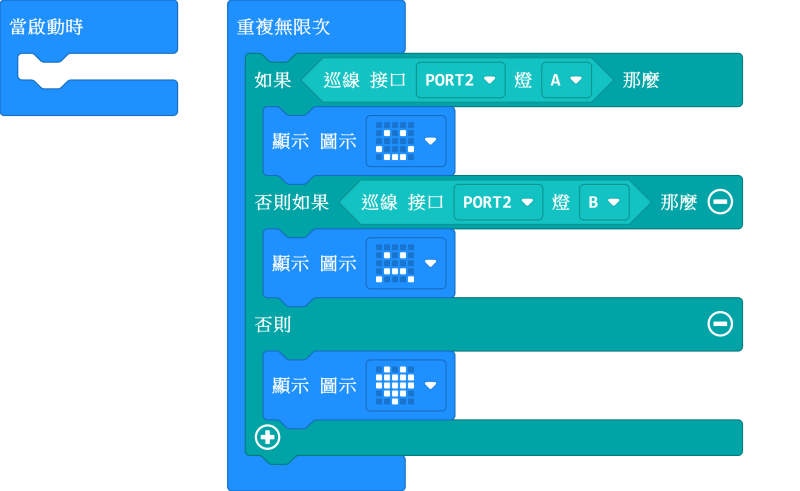 當啟動時
重複無限次
如果 巡線 接口 PORT2 燈 A 那麼
顯示 圖示
否則如果 巡線 接口 PORT2 燈 B 那麼
顯示 圖示
否則
顯示 圖示